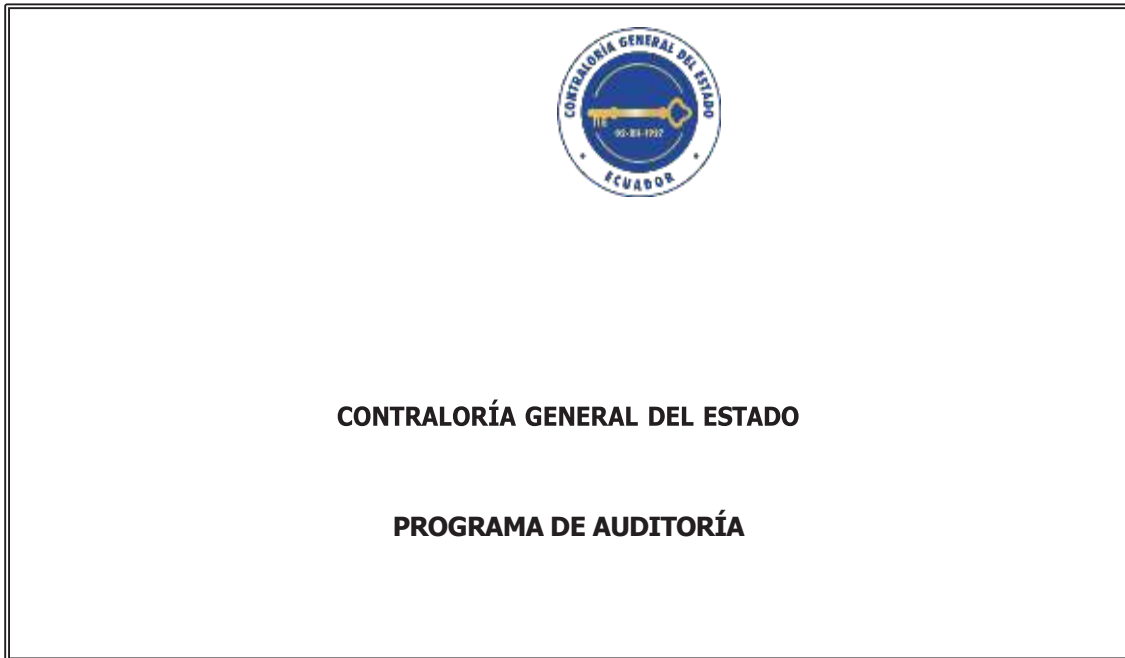 CONTRALORÍA GENERAL DEL ESTADO
ECUADOR
CONTRALORÍA GENERAL DEL ESTADO
PROGRAMA DE AUDITORÍA